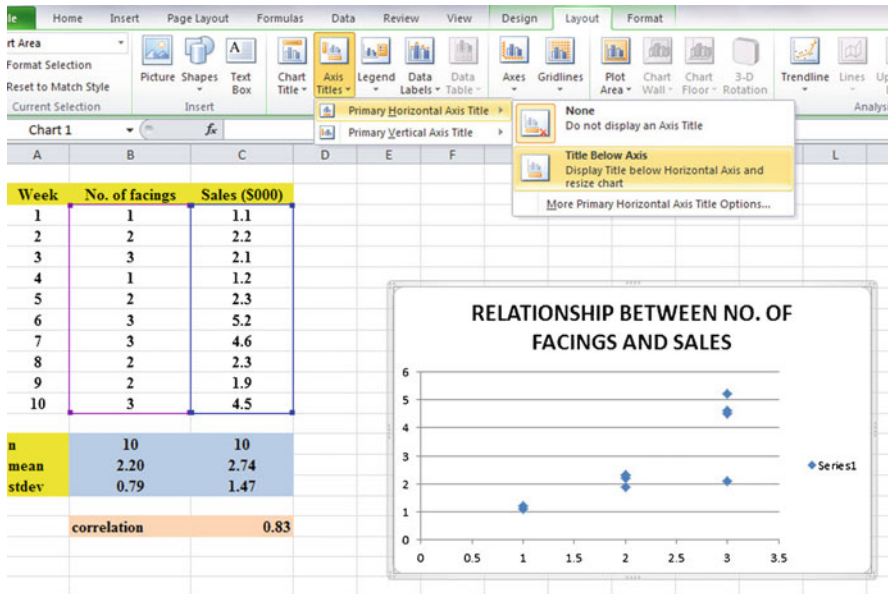 le Home Insert Page Layout Formulas Data Review View Design Layout Format
rt Area
Format Selection
Reset to Match Style
Current Selection
Picture Shapes Text Box
Insert
Chart Title Axis Titles Legend Data Labels Data Table
Axes Gridlines
Plot Area Chart Wall Chart Floor 3-D Rotation
Trendline Lines Up
Analys
Primary Horizontal Axis Title
Primary Vertical Axis Title
None
Do not display an Axis Title
Title Below Axis
Display Title below Horizontal Axis and
resize chart
More Primary Horizontal Axis Title Options...
Chart 1 fx
A B C D E F L
Week No. of facings Sales ($000)
1 1 1.1
2 2 2.2
3 3 2.1
4 1 1.2
5 2 2.3
6 3 5.2
7 3 4.6
8 2 2.3
9 2 1.9
10 3 4.5
n 10 10
mean 2.20 2.74
stdev 0.79 1.47
correlation 0.83
RELATIONSHIP BETWEEN NO. OF
FACINGS AND SALES
6
5
4
3
2
1
0
0 0.5 1 1.5 2 2.5 3 3.5
Series1